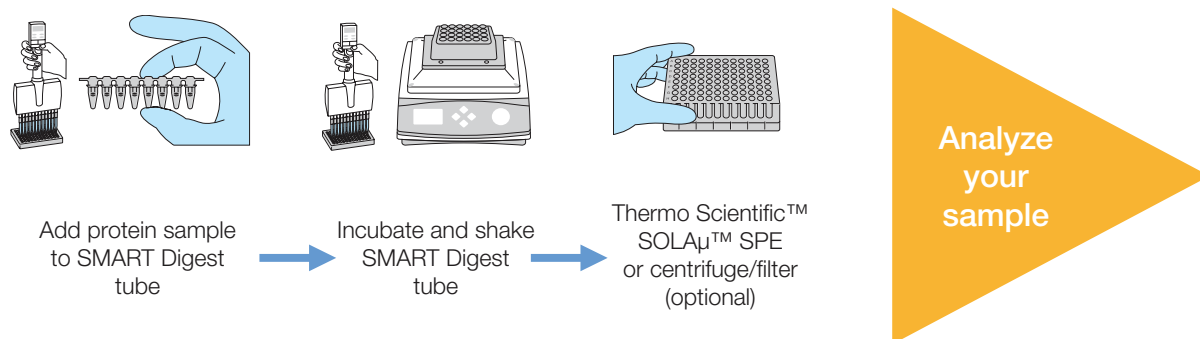 Add protein sample
to SMART Digest
tube
Incubate and shake
SMART Digest
tube
Thermo Scientific™
SOLAµ™ SPE
or centrifuge/filter
(optional)
Analyze
your
sample